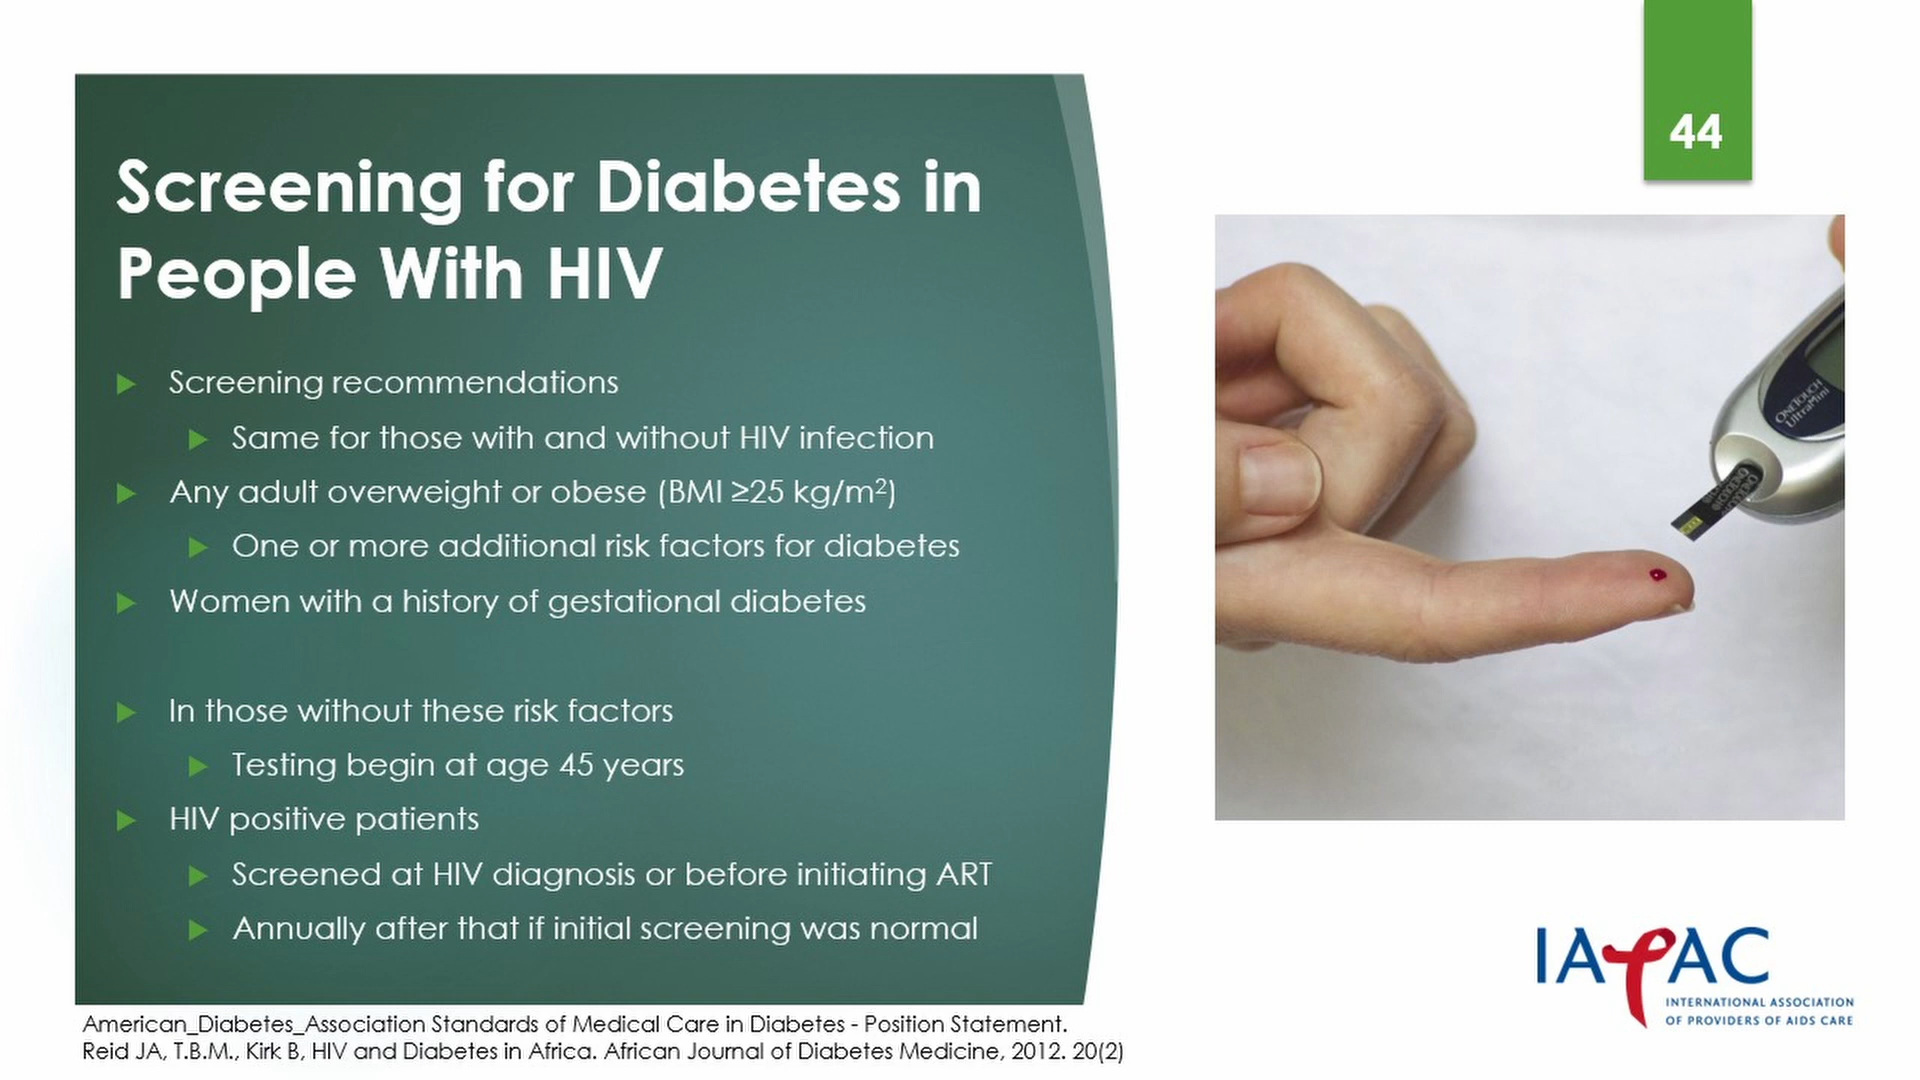 44
Screening for Diabetes in
People With HIV
Screening recommendations
Same for those with and without HIV infection
Any adult overweight or obese (BMI ≥25 kg/m²)
One or more additional risk factors for diabetes
Women with a history of gestational diabetes
In those without these risk factors
Testing begin at age 45 years
HIV positive patients
Screened at HIV diagnosis or before initiating ART
Annually after that if initial screening was normal
ONETOUCH
UltraMini
IAPAC
INTERNATIONAL ASSOCIATION
OF PROVIDERS OF AIDS CARE
American_Diabetes_Association Standards of Medical Care in Diabetes - Position Statement.
Reid JA, T.B.M., Kirk B, HIV and Diabetes in Africa. African Journal of Diabetes Medicine, 2012. 20(2)